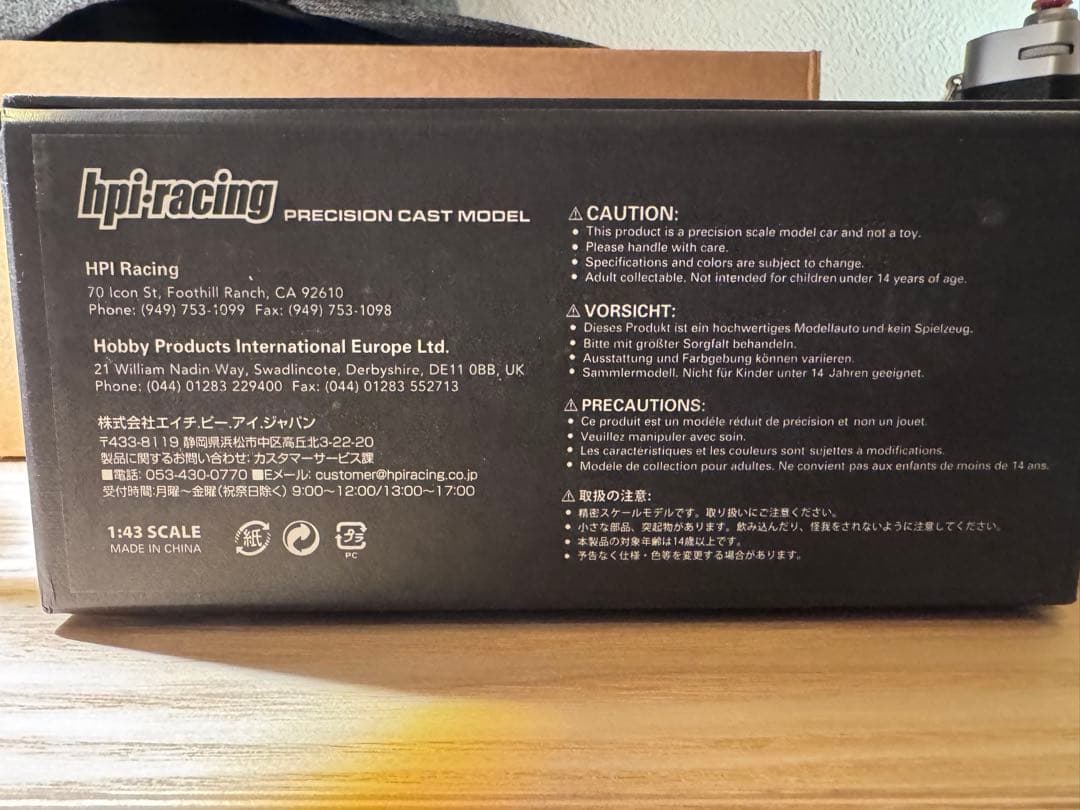 hpi·racing PRECISION CAST MODEL
HPI Racing
70 Icon St, Foothill Ranch, CA 92610
Phone: (949) 753-1099 Fax: (949) 753-1098
Hobby Products International Europe Ltd.
21 William Nadin Way, Swadlincote, Derbyshire, DE11 0BB, UK
Phone: (044) 01283 229400 Fax: (044) 01283 552713
株式会社エイチ.ピー.アイ.ジャパン
〒433-8119 静岡県浜松市中区高丘北3-22-20
製品に関するお問い合わせ: カスタマーサービス課
■電話: 053-430-0770 ■Eメール: customer@hpiracing.co.jp
受付時間:月曜～金曜(祝祭日除く) 9:00～12:00/13:00～17:00
1:43 SCALE
MADE IN CHINA
紙
プラ
PC
⚠ CAUTION:
• This product is a precision scale model car and not a toy.
• Please handle with care.
• Specifications and colors are subject to change.
• Adult collectable. Not intended for children under 14 years of age.
⚠ VORSICHT:
• Dieses Produkt ist ein hochwertiges Modellauto und kein Spielzeug.
• Bitte mit größter Sorgfalt behandeln.
• Ausstattung und Farbgebung können variieren.
• Sammlermodell. Nicht für Kinder unter 14 Jahren geeignet.
⚠ PRECAUTIONS:
• Ce produit est un modèle réduit de précision et non un jouet.
• Veuillez manipuler avec soin.
• Les caractéristiques et les couleurs sont sujettes à modifications.
• Modèle de collection pour adultes. Ne convient pas aux enfants de moins de 14 ans.
⚠ 取扱の注意:
• 精密スケールモデルです。取り扱いにご注意ください。
• 小さな部品、突起物があります。飲み込んだり、怪我をされないように注意してください。
• 本製品の対象年齢は14歳以上です。
• 予告なく仕様・色等を変更する場合があります。